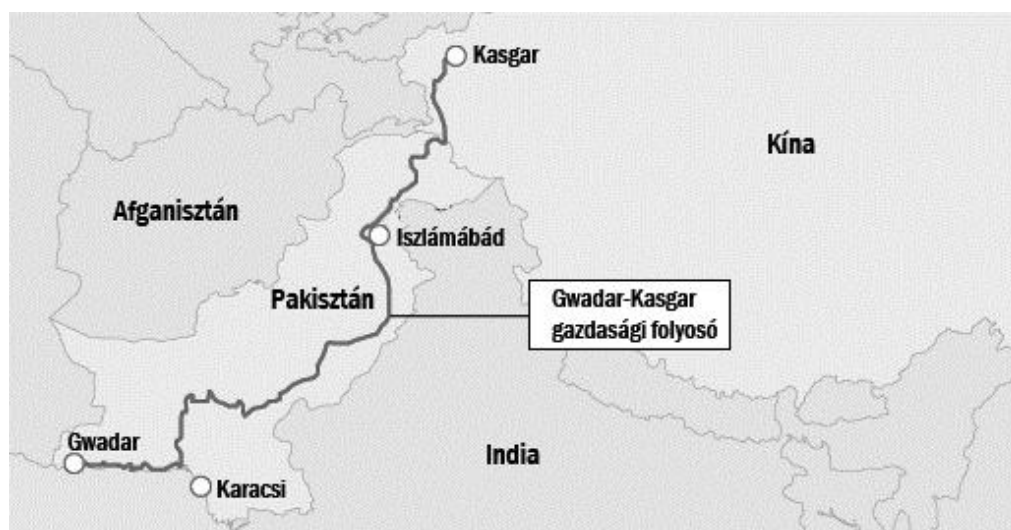 Kasgar
Kína
Afganisztán
Iszlámábád
Pakisztán
Gwadar-Kasgar
gazdasági folyosó
Gwadar
India
Karacsi